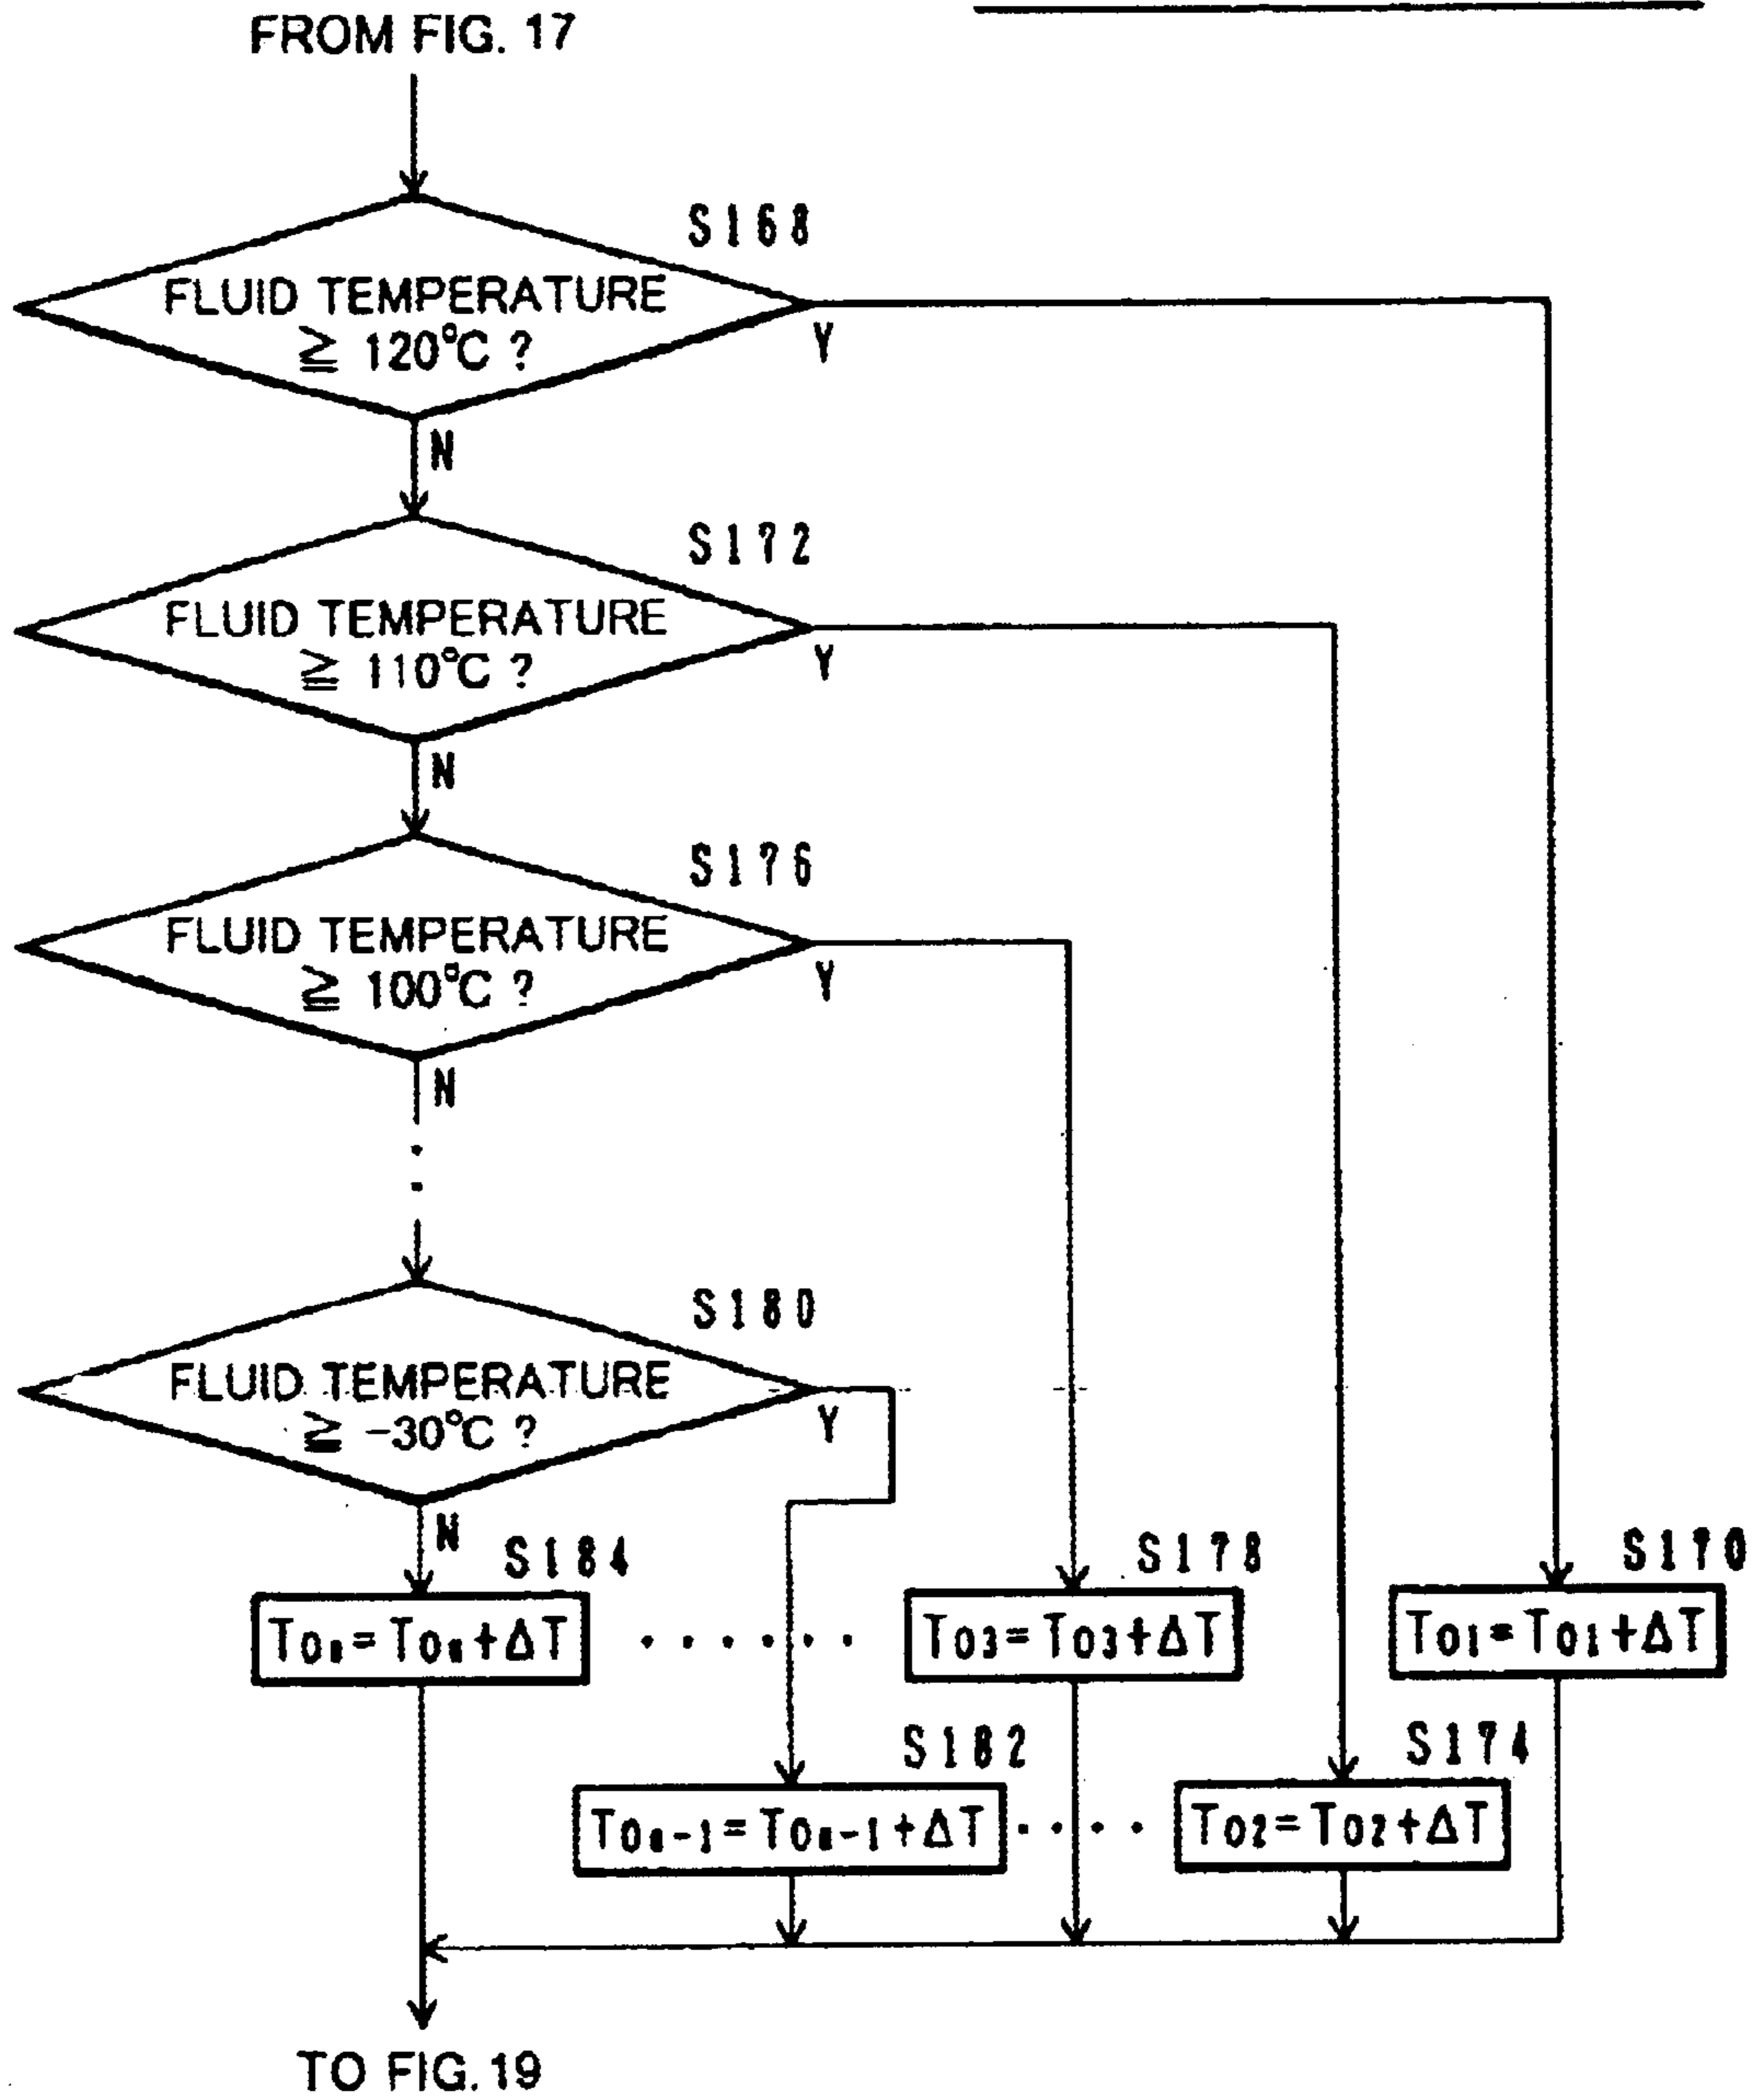 FROM FIG. 17
S168
FLUID TEMPERATURE
≧ 120°C ?
Y
N
S172
FLUID TEMPERATURE
≧ 110°C ?
Y
N
S176
FLUID TEMPERATURE
≧ 100°C ?
Y
N
S180
FLUID TEMPERATURE
≧ -30°C ?
Y
N
S184
S178
S170
T0n=T0n+ΔT
T03=T03+ΔT
T01=T01+ΔT
S182
S174
T0n-1=T0n-1+ΔT
T02=T02+ΔT
TO FIG.19